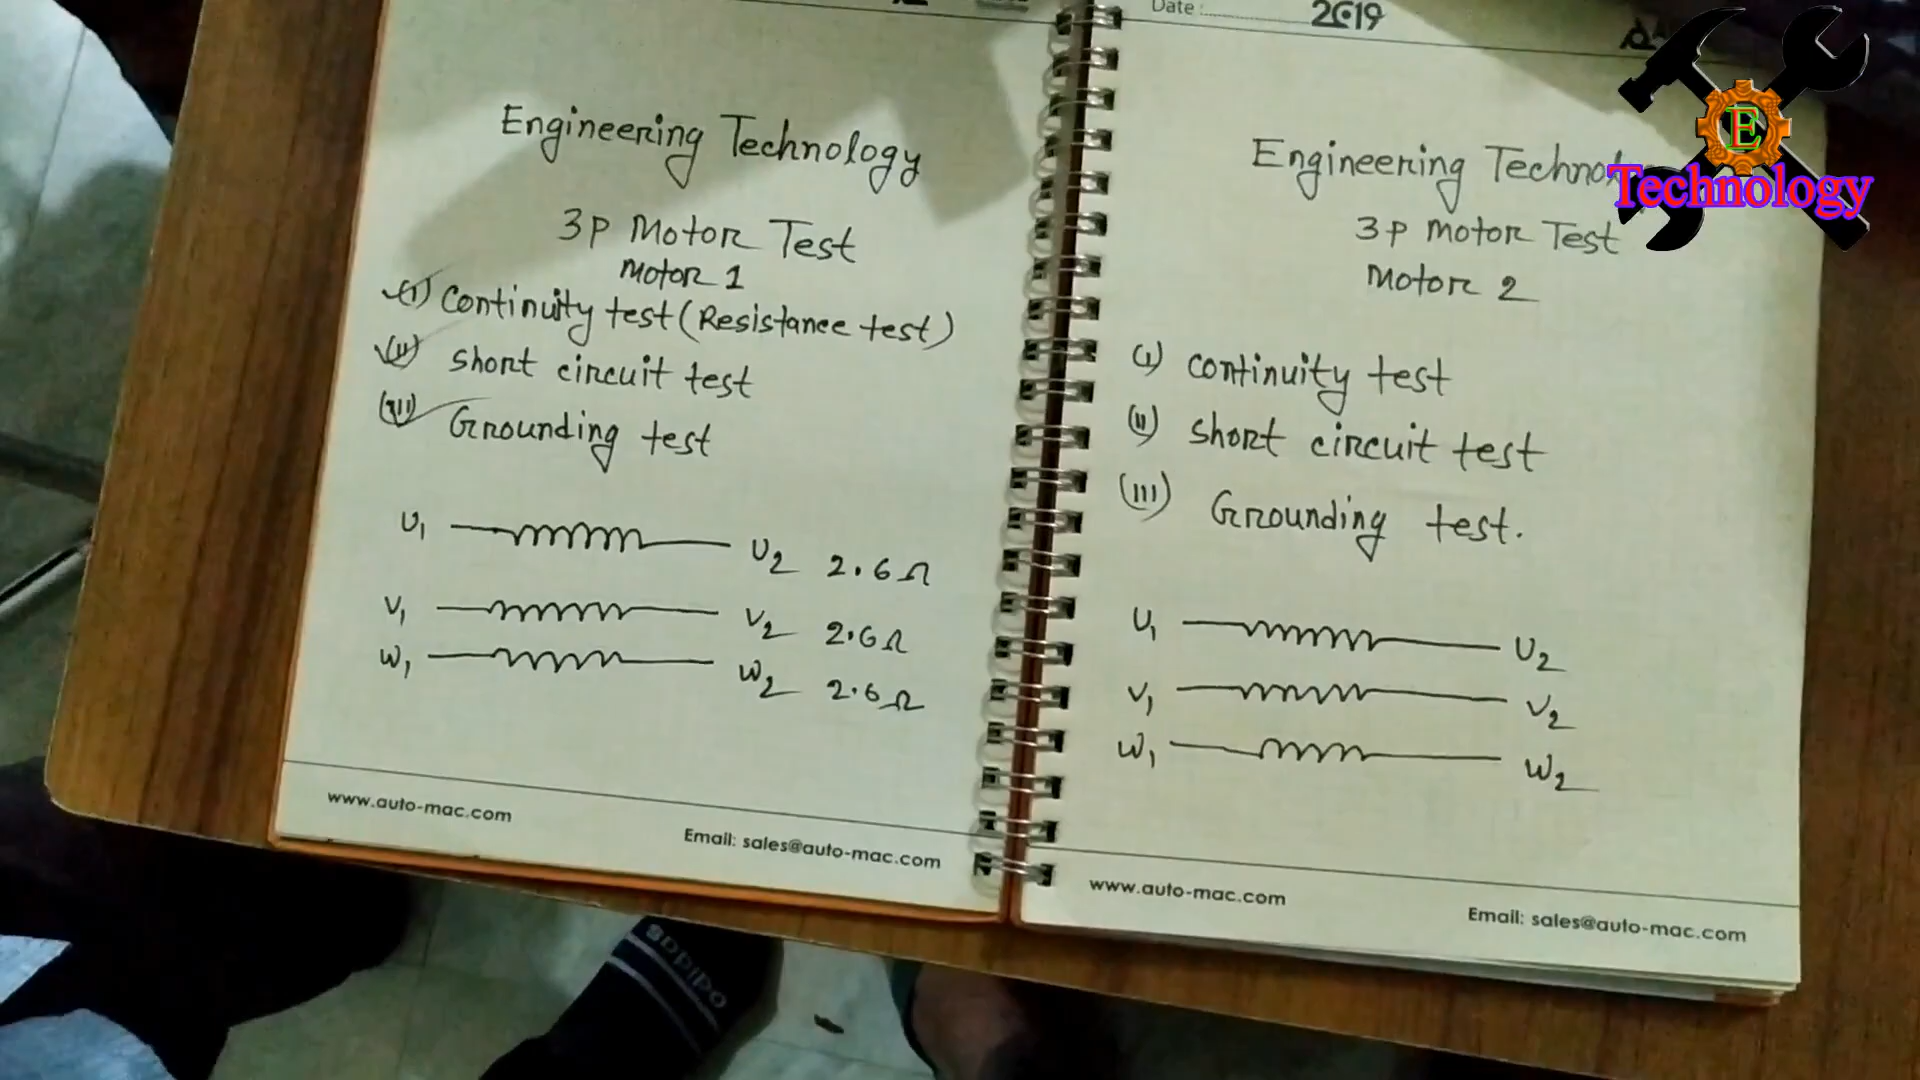 Engineering Technology
3P Motor Test
Motor 1
(I) Continuity test (Resistance test)
(II) Short circuit test
(III) Grounding test
U1 U2 2.6Ω
V1 V2 2.6Ω
W1 W2 2.6Ω
www.auto-mac.com
Email: sales@auto-mac.com
Date : 2019
Engineering Techno
3P Motor Test
Motor 2
(I) Continuity test
(II) Short circuit test
(III) Grounding test.
U1 U2
V1 V2
W1 W2
www.auto-mac.com
Email: sales@auto-mac.com
E
Technology
adidas